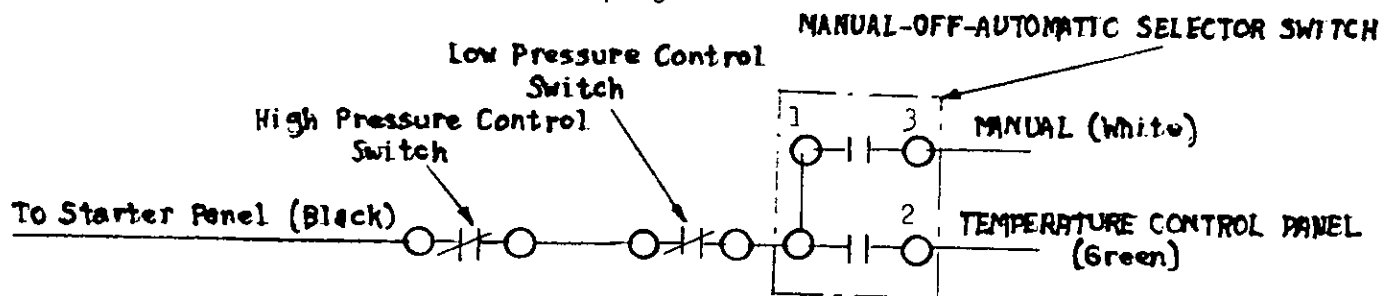 MANUAL-OFF-AUTOMATIC SELECTOR SWITCH
Low Pressure Control
Switch
High Pressure Control
Switch
1
3
MANUAL (White)
To Starter Panel (Black)
2
TEMPERATURE CONTROL PANEL
(Green)